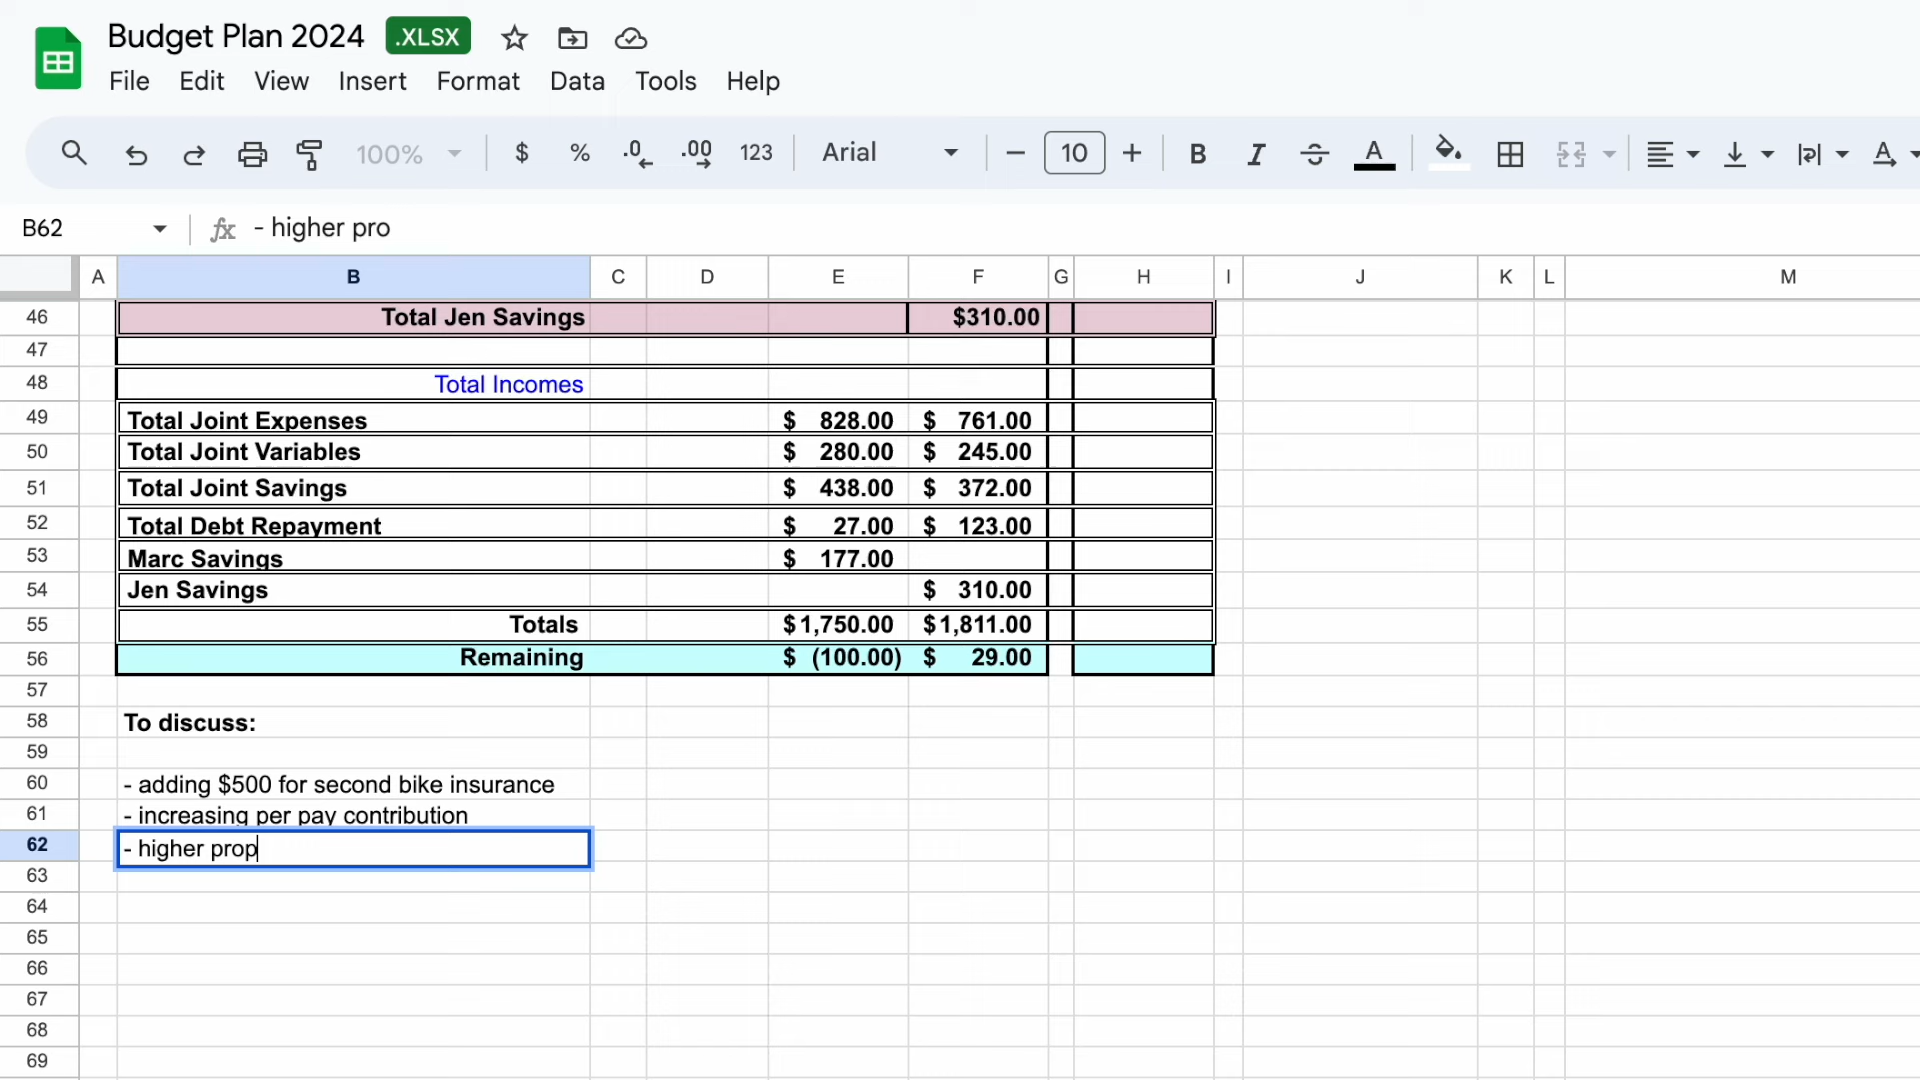 Budget Plan 2024 .XLSX
File Edit View Insert Format Data Tools Help
100% $ % .0 .00 123 Arial 10 B I A A
B62 fx - higher pro
A B C D E F G H I J K L M
46 Total Jen Savings $310.00
47
48 Total Incomes
49 Total Joint Expenses $ 828.00 $ 761.00
50 Total Joint Variables $ 280.00 $ 245.00
51 Total Joint Savings $ 438.00 $ 372.00
52 Total Debt Repayment $ 27.00 $ 123.00
53 Marc Savings $ 177.00
54 Jen Savings $ 310.00
55 Totals $1,750.00 $1,811.00
56 Remaining $ (100.00) $ 29.00
57
58 To discuss:
59
60 - adding $500 for second bike insurance
61 - increasing per pay contribution
62 - higher prop
63
64
65
66
67
68
69